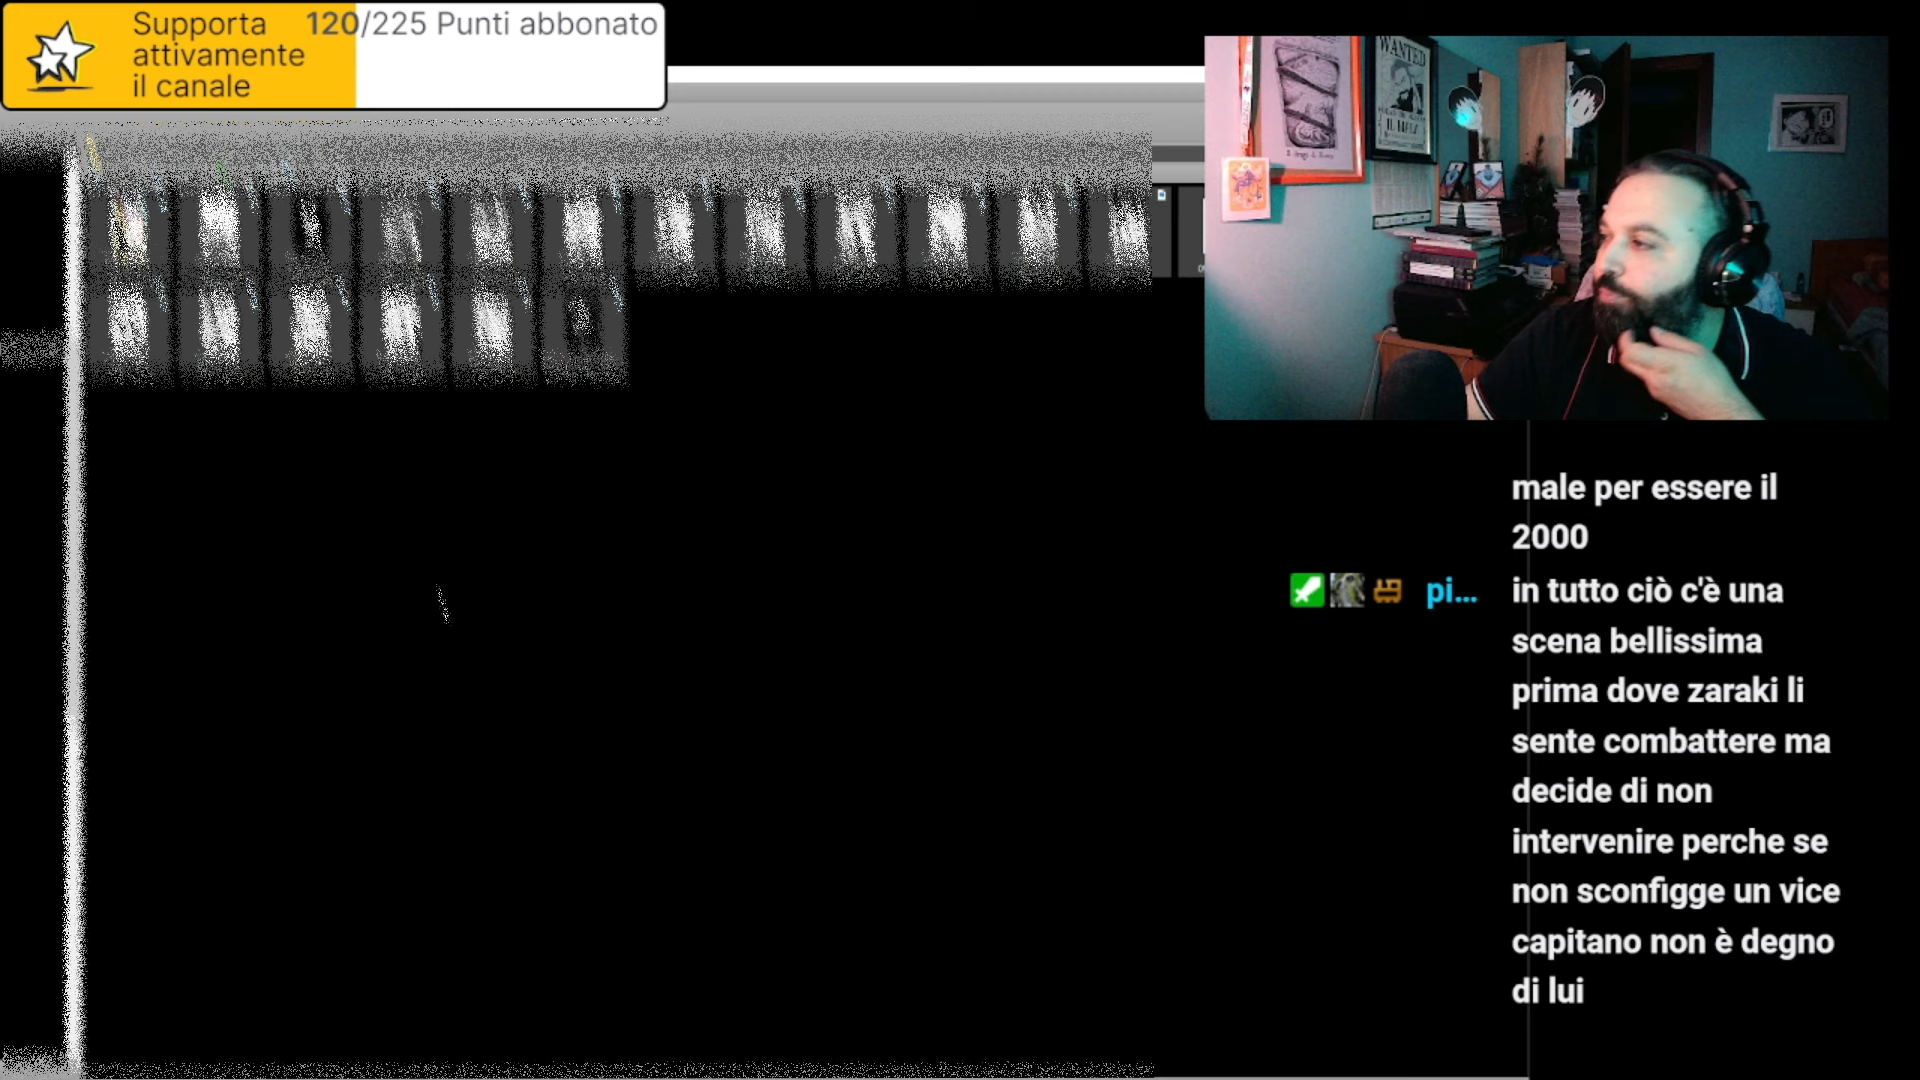 Supporta
attivamente
il canale
120/225 Punti abbonato
WANTED
male per essere il
2000
pi...
in tutto ciò c'è una
scena bellissima
prima dove zaraki li
sente combattere ma
decide di non
intervenire perche se
non sconfigge un vice
capitano non è degno
di lui